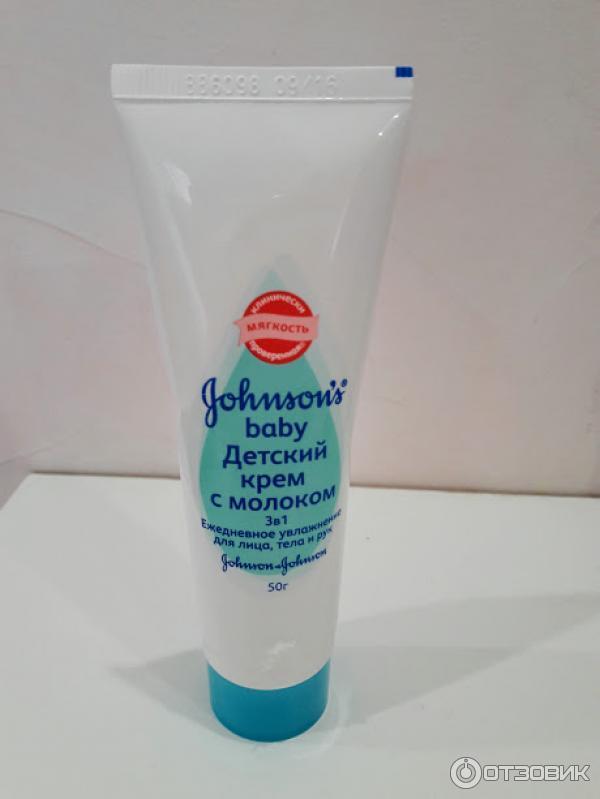 886098 09/16
клинически
МЯГКОСТЬ
проверенная
Johnson's®
baby
Детский
крем
с молоком
3в1
Ежедневное увлажнение
для лица, тела и рук
Johnson & Johnson
50г
ОТЗОВИК